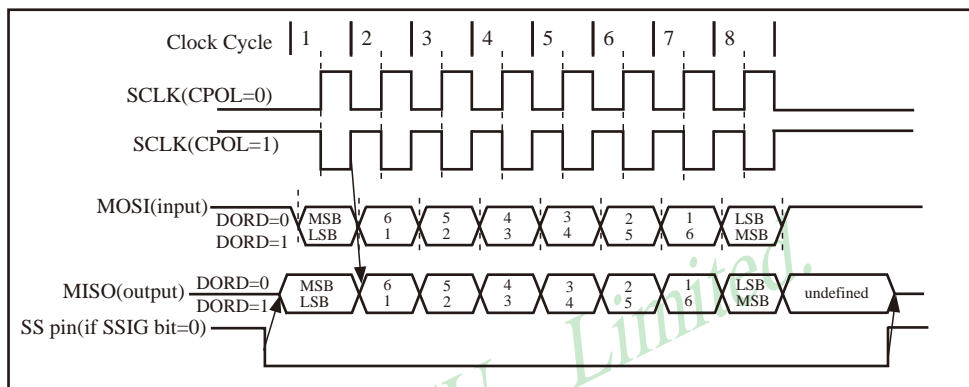 Clock Cycle 1 2 3 4 5 6 7 8
SCLK(CPOL=0)
SCLK(CPOL=1)
MOSI(input)
DORD=0 MSB 6 5 4 3 2 1 LSB
DORD=1 LSB 1 2 3 4 5 6 MSB
MISO(output)
DORD=0 MSB 6 5 4 3 2 1 LSB undefined
DORD=1 LSB 1 2 3 4 5 6 MSB
SS pin(if SSIG bit=0)
Limited.